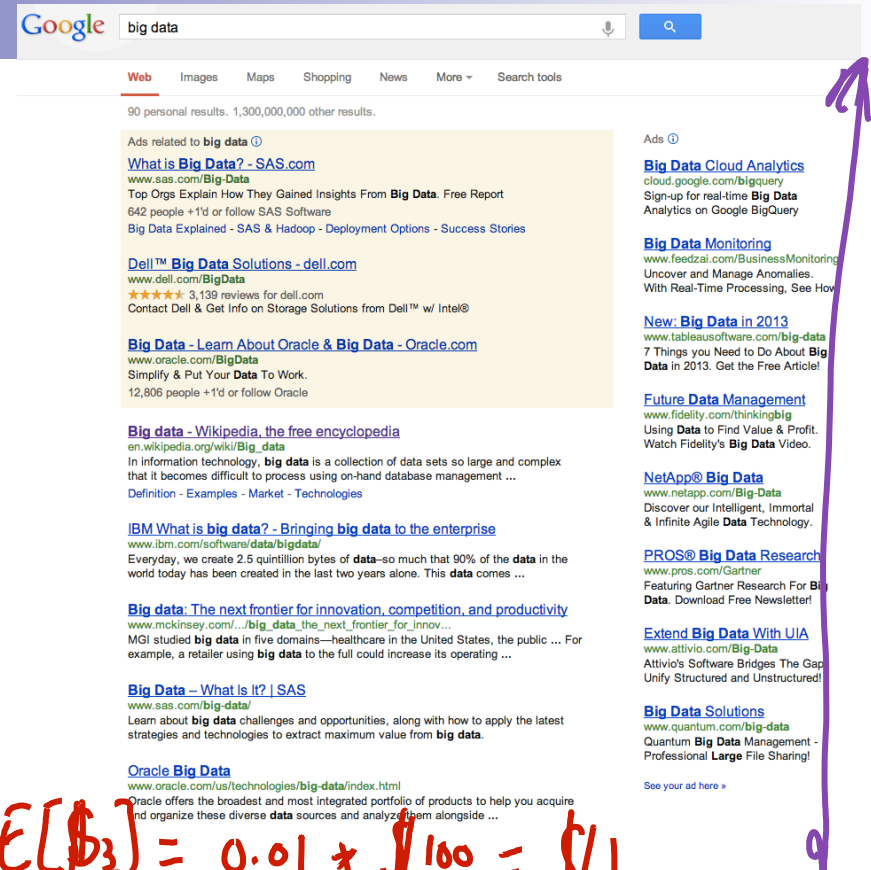 Google big data
Web Images Maps Shopping News More Search tools
90 personal results. 1,300,000,000 other results.
Ads related to big data
What is Big Data? - SAS.com
www.sas.com/Big-Data
Top Orgs Explain How They Gained Insights From Big Data. Free Report
642 people +1'd or follow SAS Software
Big Data Explained - SAS & Hadoop - Deployment Options - Success Stories
Dell™ Big Data Solutions - dell.com
www.dell.com/BigData
3,139 reviews for dell.com
Contact Dell & Get Info on Storage Solutions from Dell™ w/ Intel®
Big Data - Learn About Oracle & Big Data - Oracle.com
www.oracle.com/BigData
Simplify & Put Your Data To Work.
12,806 people +1'd or follow Oracle
Big data - Wikipedia, the free encyclopedia
en.wikipedia.org/wiki/Big_data
In information technology, big data is a collection of data sets so large and complex
that it becomes difficult to process using on-hand database management ...
Definition - Examples - Market - Technologies
IBM What is big data? - Bringing big data to the enterprise
www.ibm.com/software/data/bigdata/
Everyday, we create 2.5 quintillion bytes of data–so much that 90% of the data in the
world today has been created in the last two years alone. This data comes ...
Big data: The next frontier for innovation, competition, and productivity
www.mckinsey.com/.../big_data_the_next_frontier_for_innov...
MGI studied big data in five domains—healthcare in the United States, the public ... For
example, a retailer using big data to the full could increase its operating ...
Big Data – What Is It? | SAS
www.sas.com/big-data/
Learn about big data challenges and opportunities, along with how to apply the latest
strategies and technologies to extract maximum value from big data.
Oracle Big Data
www.oracle.com/us/technologies/big-data/index.html
Oracle offers the broadest and most integrated portfolio of products to help you acquire
and organize these diverse data sources and analyze them alongside ...
Ads
Big Data Cloud Analytics
cloud.google.com/bigquery
Sign-up for real-time Big Data
Analytics on Google BigQuery
Big Data Monitoring
www.feedzai.com/BusinessMonitoring
Uncover and Manage Anomalies.
With Real-Time Processing, See How
New: Big Data in 2013
www.tableausoftware.com/big-data
7 Things you Need to Do About Big
Data in 2013. Get the Free Article!
Future Data Management
www.fidelity.com/thinkingbig
Using Data to Find Value & Profit.
Watch Fidelity's Big Data Video.
NetApp® Big Data
www.netapp.com/Big-Data
Discover our Intelligent, Immortal
& Infinite Agile Data Technology.
PROS® Big Data Research
www.pros.com/Gartner
Featuring Gartner Research For Big
Data. Download Free Newsletter!
Extend Big Data With UIA
www.attivio.com/Big-Data
Attivio's Software Bridges The Gap
Unify Structured and Unstructured!
Big Data Solutions
www.quantum.com/big-data
Quantum Big Data Management -
Professional Large File Sharing!
See your ad here »
E[$3] = 0.01 * $100 = $1